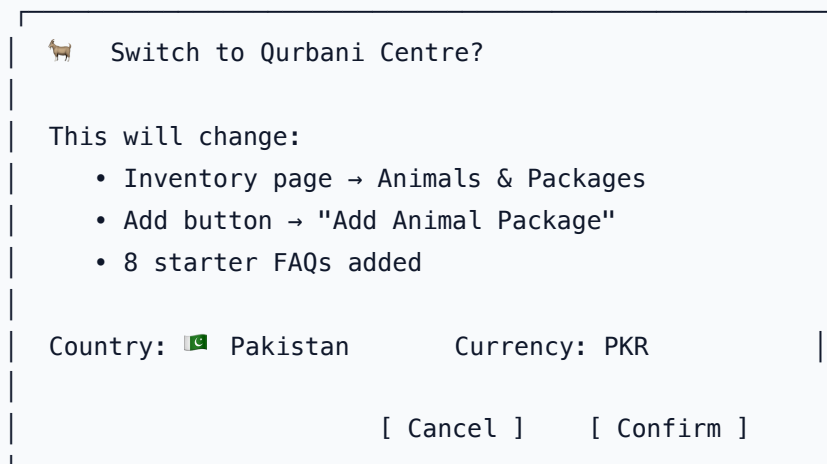 🐐 Switch to Qurbani Centre?
This will change:
• Inventory page → Animals & Packages
• Add button → "Add Animal Package"
• 8 starter FAQs added
Country: 🇵🇰 Pakistan Currency: PKR
[ Cancel ] [ Confirm ]